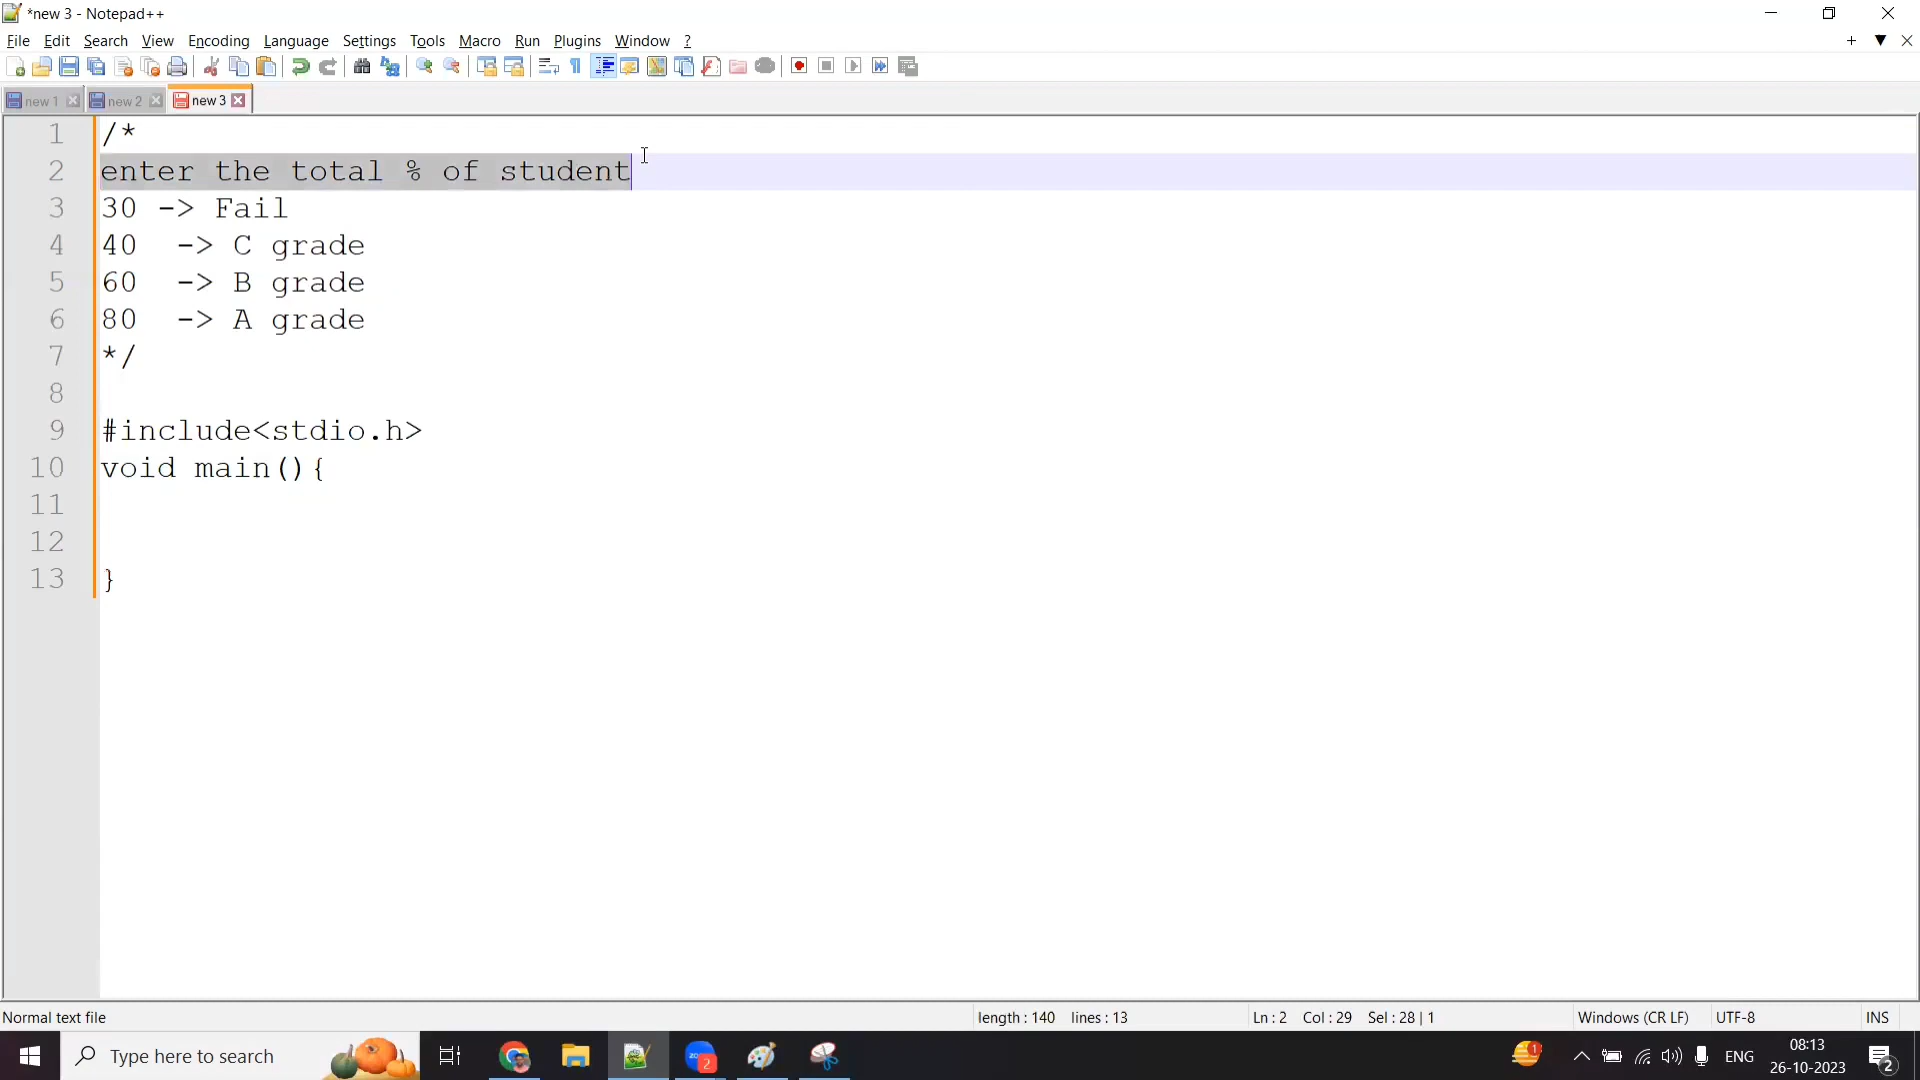 *new 3 - Notepad++
File Edit Search View Encoding Language Settings Tools Macro Run Plugins Window ?
new 1 new 2 new 3
1 /*
2 enter the total % of student
3 30 -> Fail
4 40  -> C grade
5 60  -> B grade
6 80  -> A grade
7 */
8
9 #include<stdio.h>
10 void main(){
11
12
13 }
Normal text file length : 140 lines : 13 Ln : 2 Col : 29 Sel : 28 | 1 Windows (CR LF) UTF-8 INS
Type here to search 2 1 ENG 08:13
26-10-2023 2